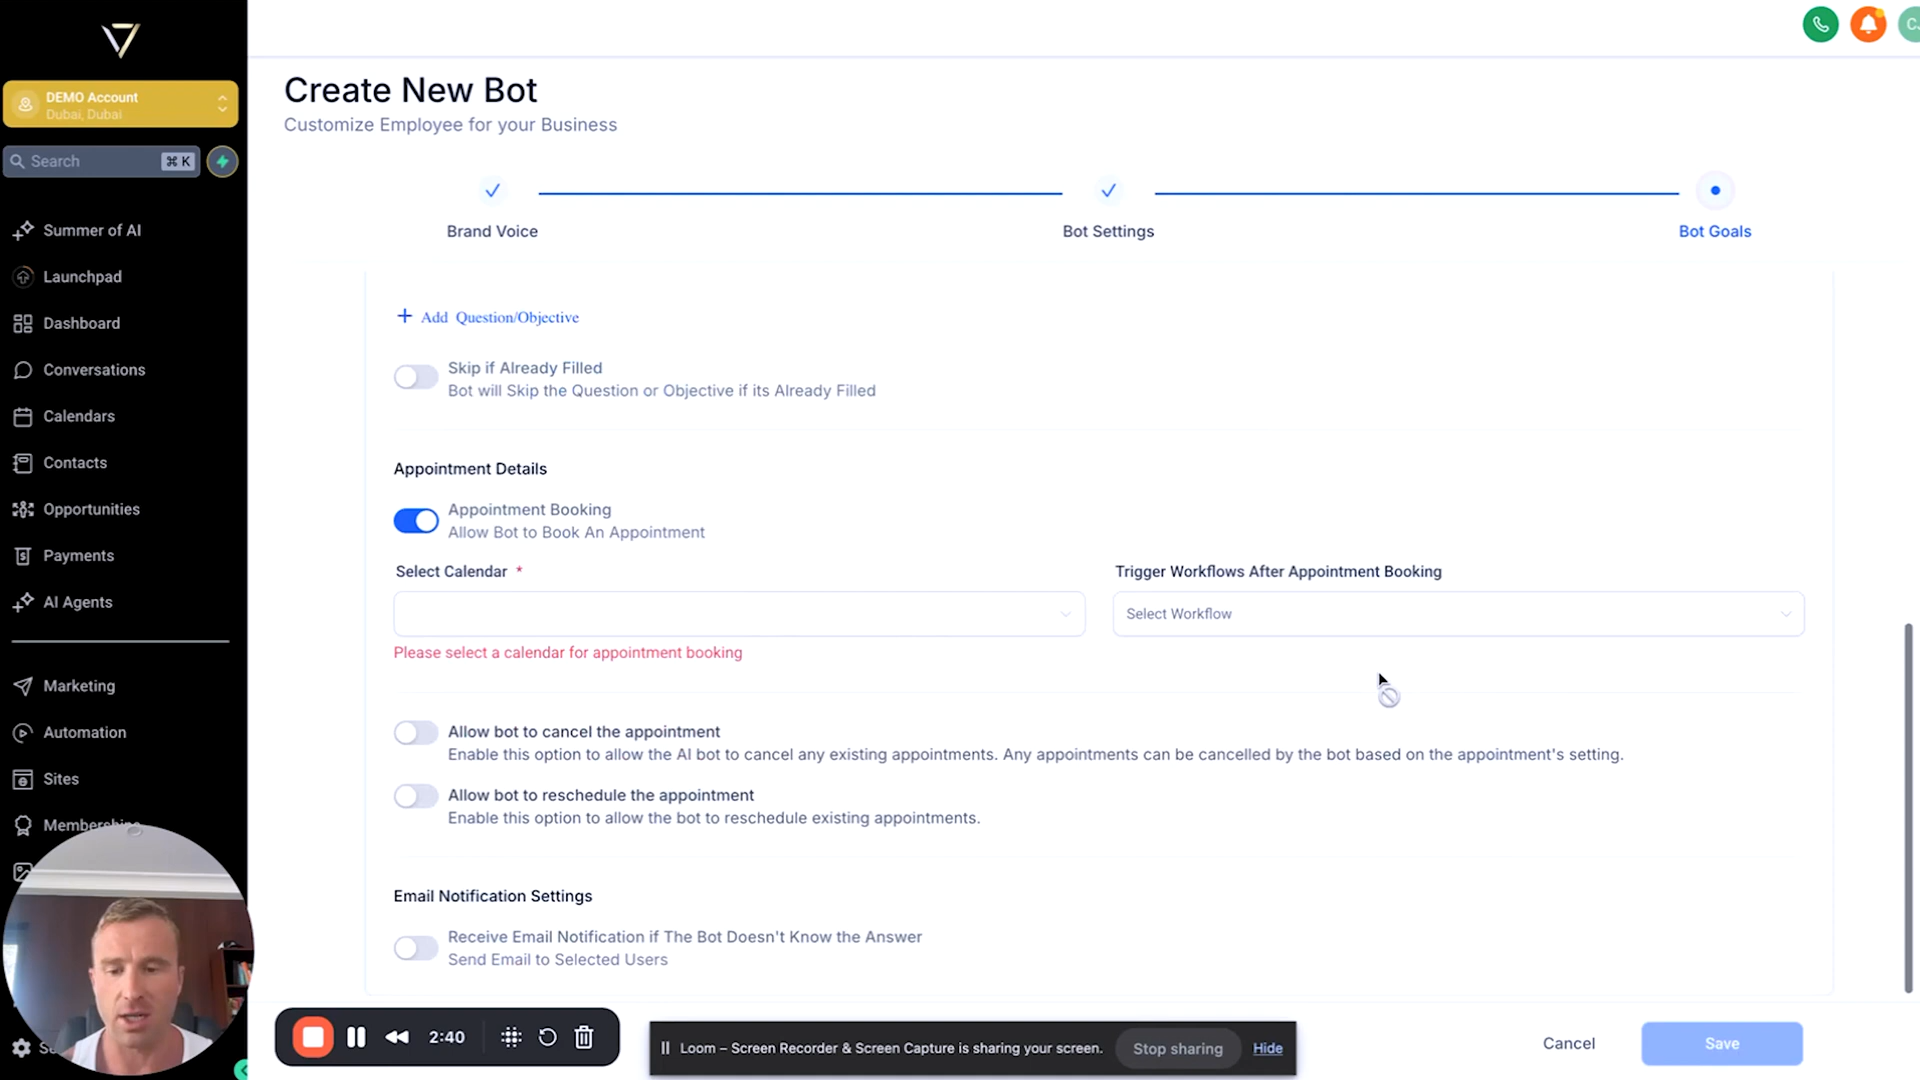 DEMO Account
Dubai, Dubai
Search
⌘ K
Summer of AI
Launchpad
Dashboard
Conversations
Calendars
Contacts
Opportunities
Payments
AI Agents
Marketing
Automation
Sites
Create New Bot
Customize Employee for your Business
Brand Voice
Bot Settings
Bot Goals
+ Add Question/Objective
Skip if Already Filled
Bot will Skip the Question or Objective if its Already Filled
Appointment Details
Appointment Booking
Allow Bot to Book An Appointment
Select Calendar *
Trigger Workflows After Appointment Booking
Select Workflow
Please select a calendar for appointment booking
Allow bot to cancel the appointment
Enable this option to allow the AI bot to cancel any existing appointments. Any appointments can be cancelled by the bot based on the appointment's setting.
Allow bot to reschedule the appointment
Enable this option to allow the bot to reschedule existing appointments.
Email Notification Settings
Receive Email Notification if The Bot Doesn't Know the Answer
Send Email to Selected Users
2:40
Loom – Screen Recorder & Screen Capture is sharing your screen.
Stop sharing
Hide
Cancel
Save